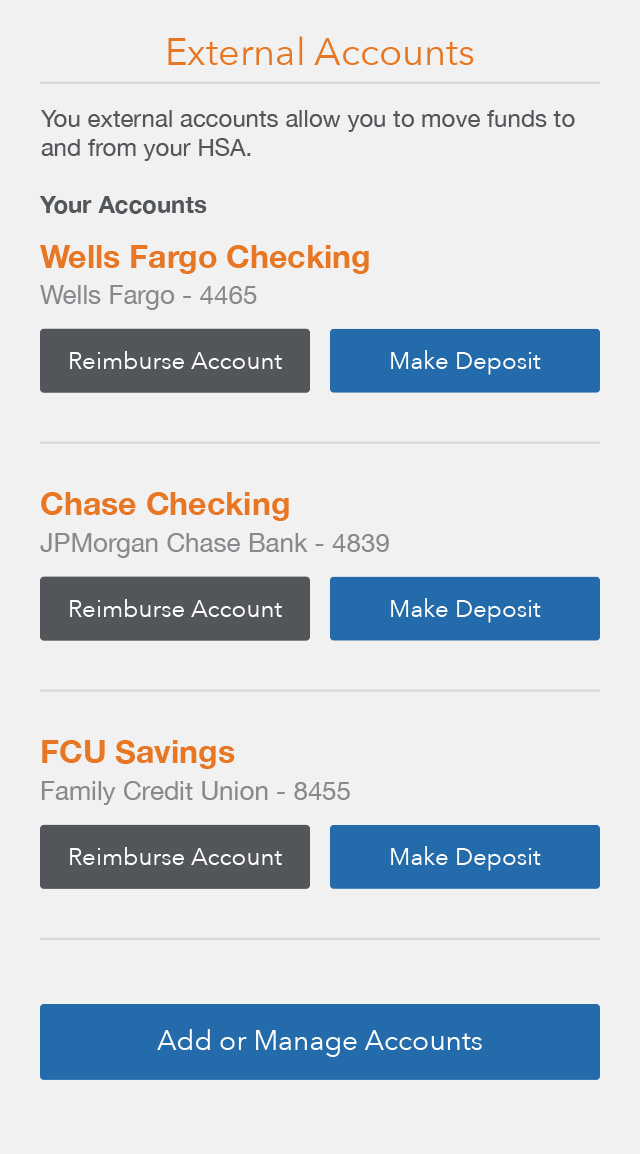 External Accounts
You external accounts allow you to move funds to
and from your HSA.
Your Accounts
Wells Fargo Checking
Wells Fargo - 4465
Reimburse Account
Make Deposit
Chase Checking
JPMorgan Chase Bank - 4839
Reimburse Account
Make Deposit
FCU Savings
Family Credit Union - 8455
Reimburse Account
Make Deposit
Add or Manage Accounts